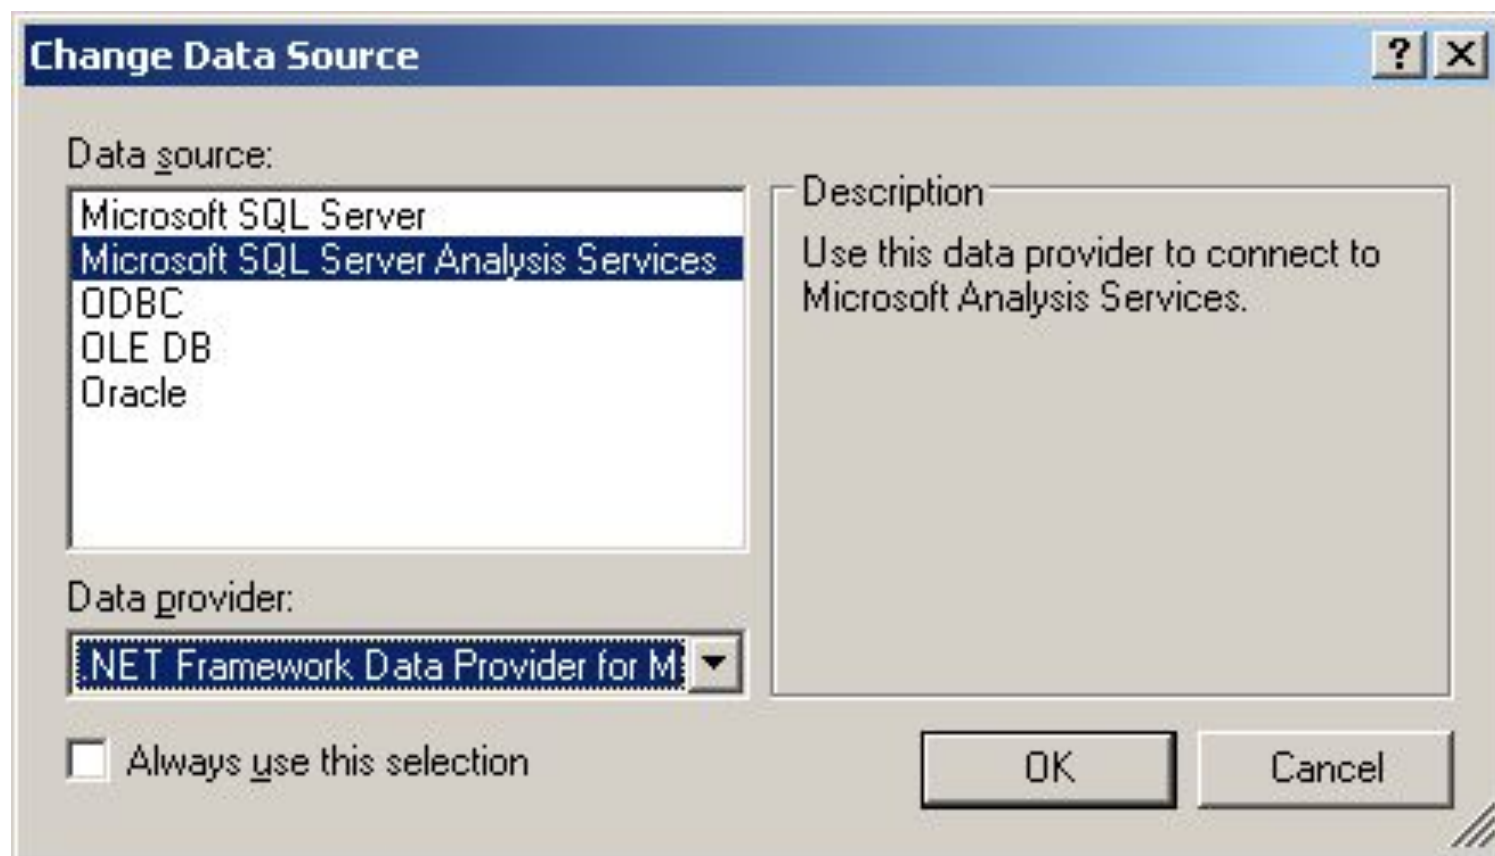 Change Data Source
?
Data source:
Microsoft SQL Server
Microsoft SQL Server Analysis Services
ODBC
OLE DB
Oracle
Description
Use this data provider to connect to
Microsoft Analysis Services.
Data provider:
.NET Framework Data Provider for M
Always use this selection
OK
Cancel